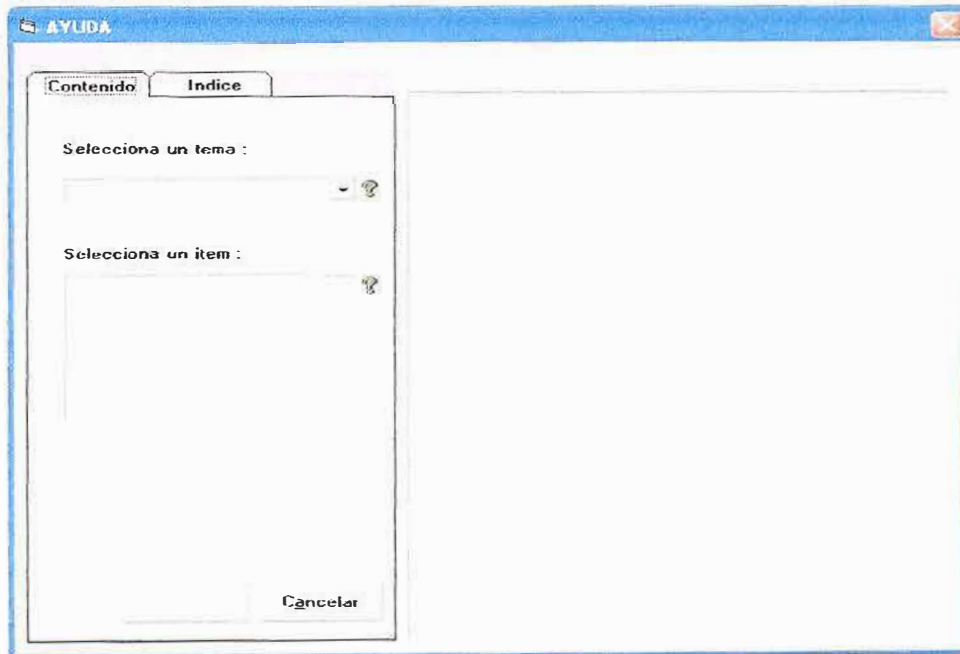 AYUDA
Contenido Indice
Selecciona un tema :
Selecciona un item :
Cancelar